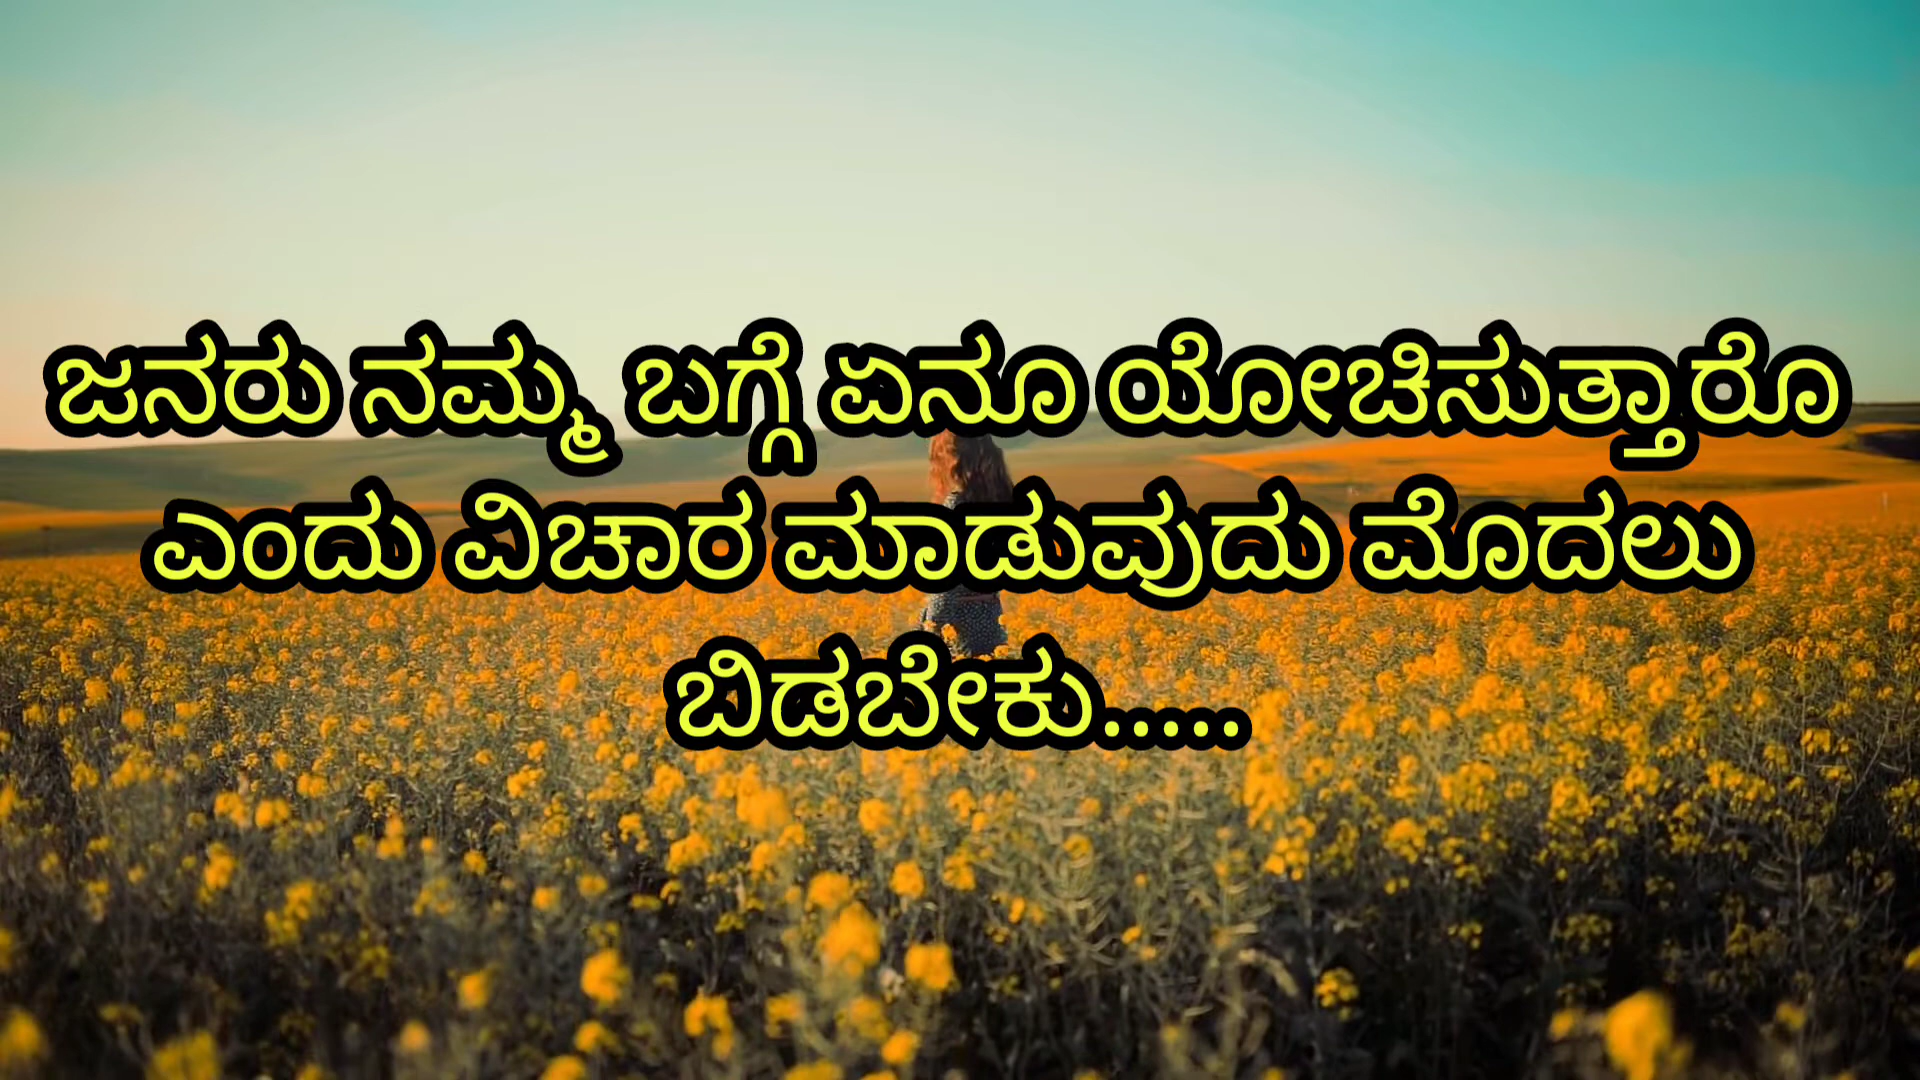 ಜನರು ನಮ್ಮ ಬಗ್ಗೆ ಏನೂ ಯೋಚಿಸುತ್ತಾರೊ
ಎಂದು ವಿಚಾರ ಮಾಡುವುದು ಮೊದಲು
ಬಿಡಬೇಕು.....